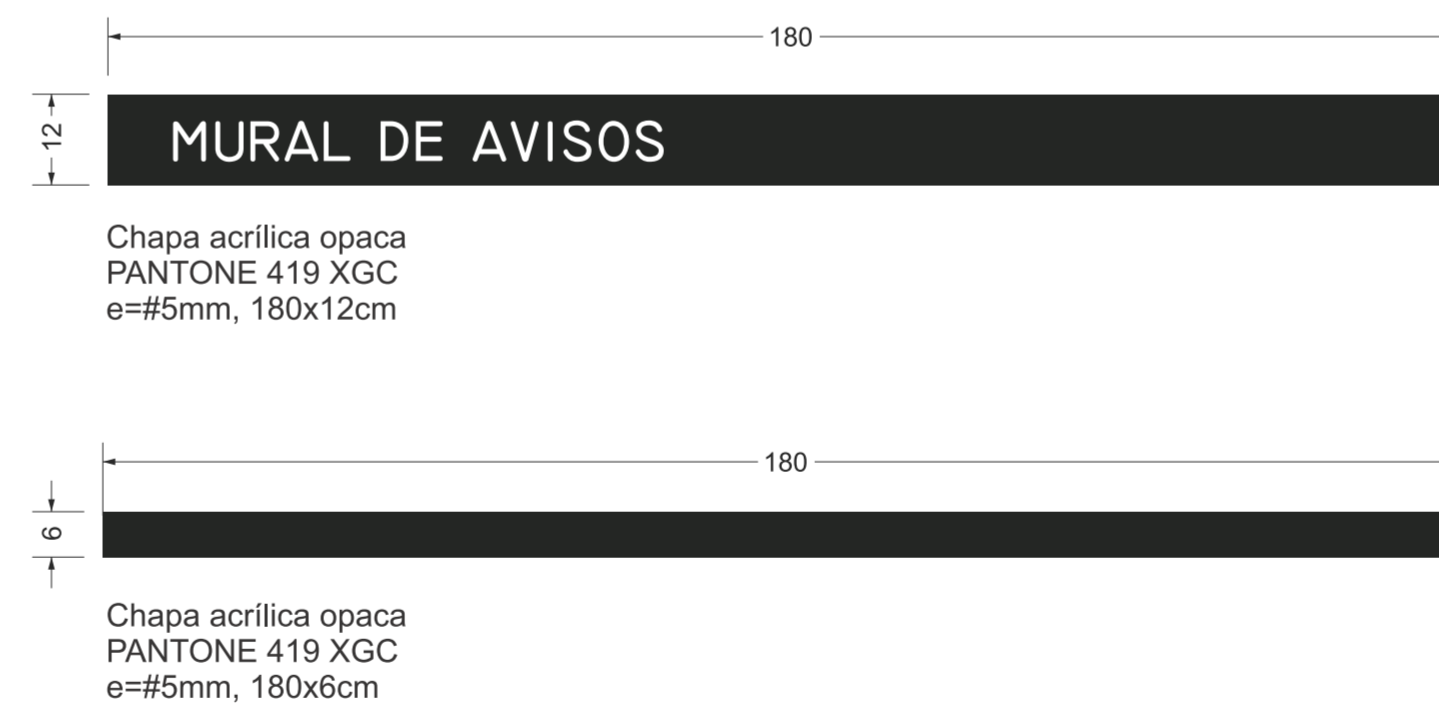 180
12
MURAL DE AVISOS
Chapa acrílica opaca
PANTONE 419 XGC
e=#5mm, 180x12cm
180
6
Chapa acrílica opaca
PANTONE 419 XGC
e=#5mm, 180x6cm